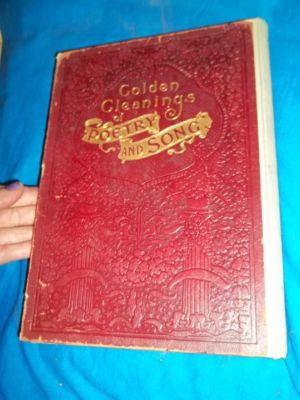 Golden
Gleanings
of
POETRY
AND SONG